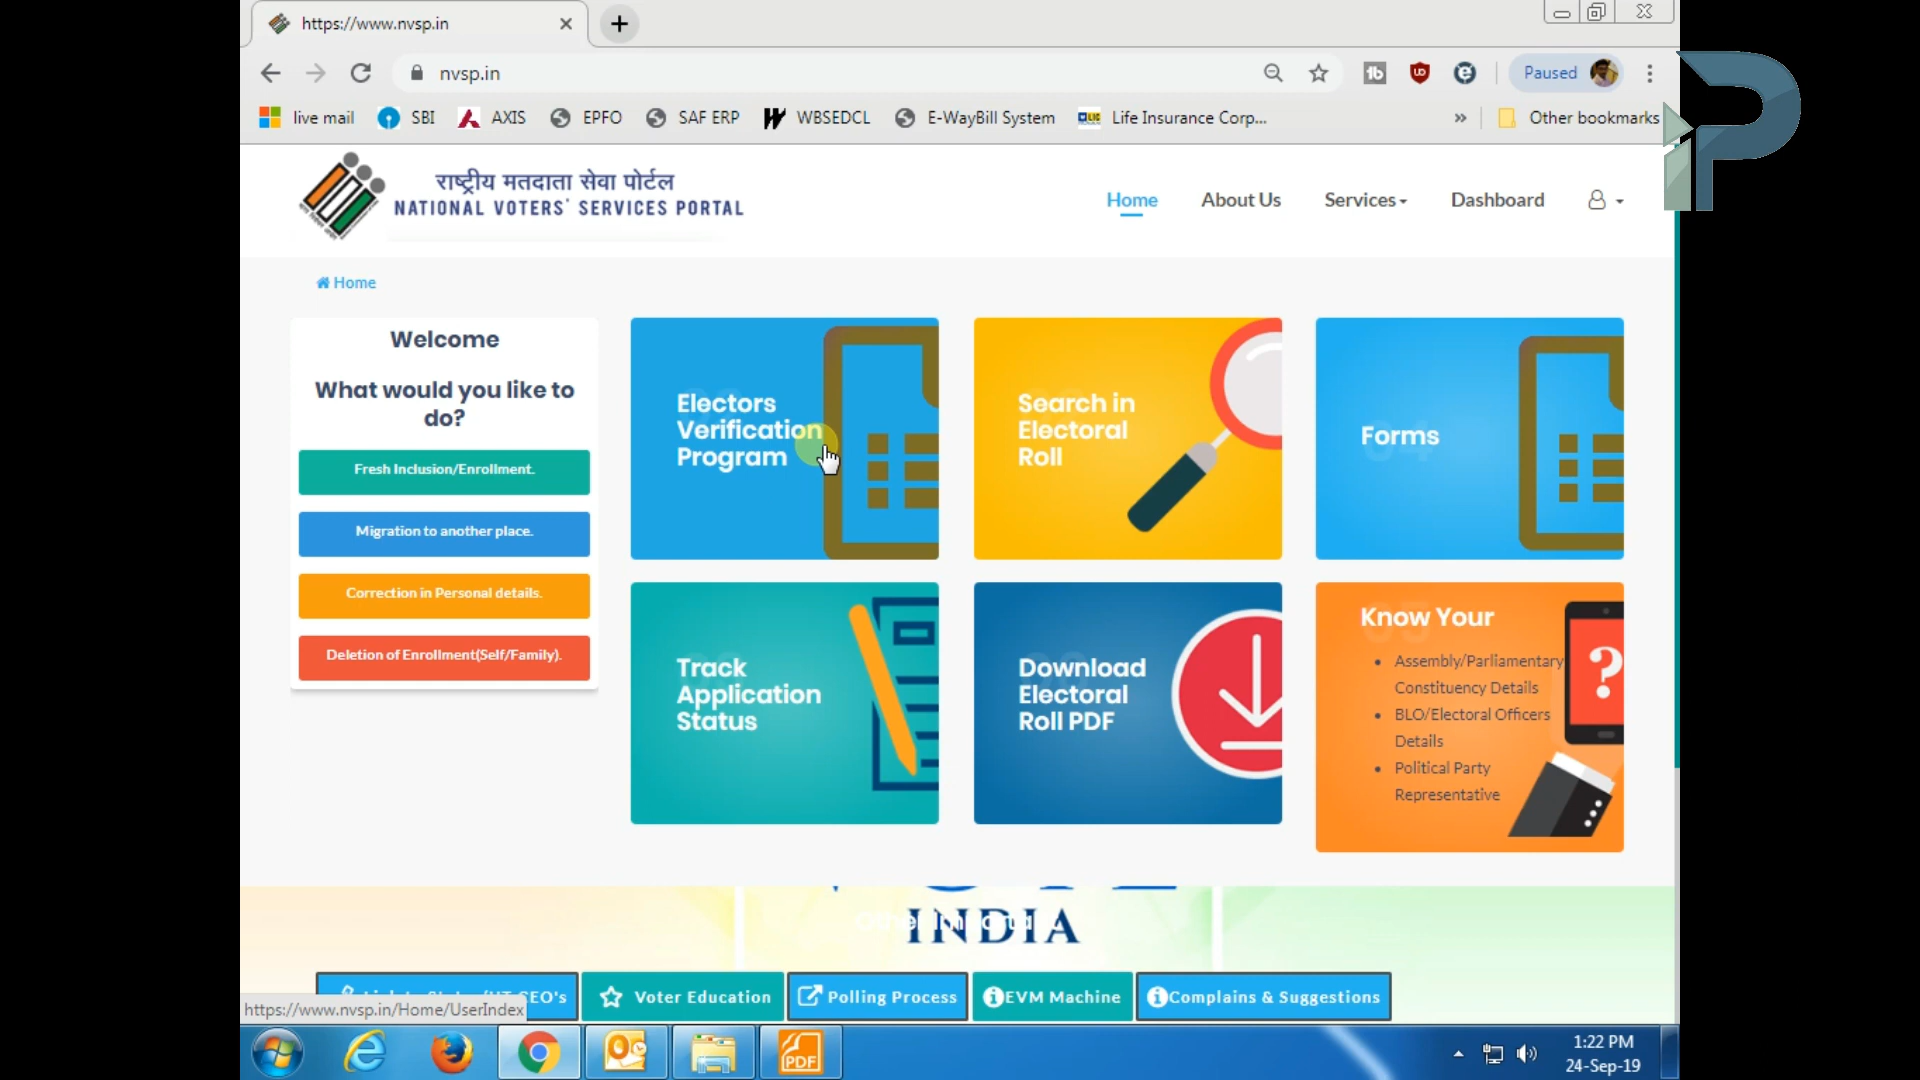 https://www.nvsp.in
nvsp.in
Paused
live mail
SBI
AXIS
EPFO
SAF ERP
WBSEDCL
E-WayBill System
Life Insurance Corp...
Other bookmarks
राष्ट्रीय मतदाता सेवा पोर्टल
NATIONAL VOTERS' SERVICES PORTAL
Home
About Us
Services
Dashboard
Home
Welcome
What would you like to
do?
Fresh Inclusion/Enrollment.
Migration to another place.
Correction in Personal details.
Deletion of Enrollment(Self/Family).
Electors
Verification
Program
Search in
Electoral
Roll
Forms
Track
Application
Status
Download
Electoral
Roll PDF
Know Your
Assembly/Parliamentary
Constituency Details
BLO/Electoral Officers
Details
Political Party
Representative
INDIA
Voter Education
Polling Process
EVM Machine
Complains & Suggestions
https://www.nvsp.in/Home/UserIndex
PDF
1:22 PM
24-Sep-19